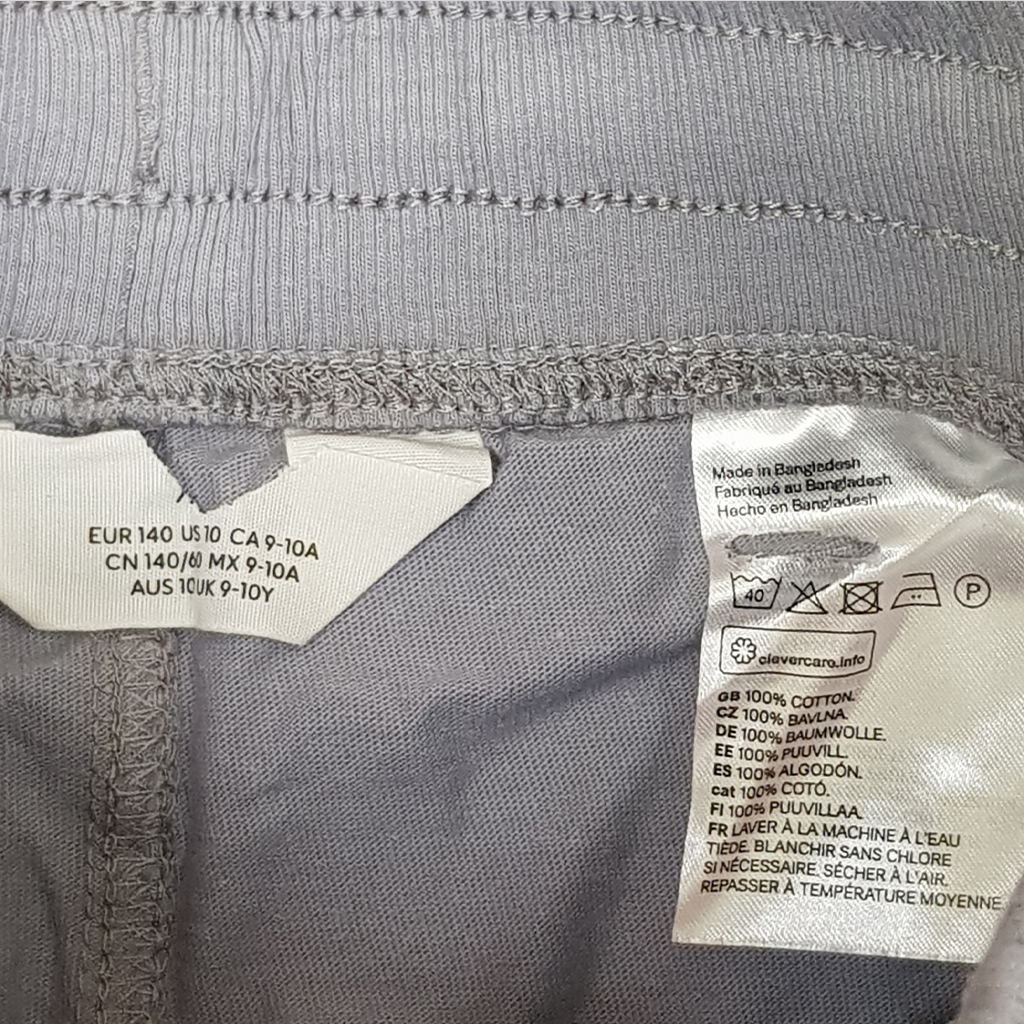 EUR 140 US 10 CA 9-10A
CN 140/60 MX 9-10A
AUS 10 UK 9-10Y
Made in Bangladesh
Fabriqué au Bangladesh
Hecho en Bangladesh
40 P
clevercare.info
GB 100% COTTON.
CZ 100% BAVLNA.
DE 100% BAUMWOLLE.
EE 100% PUUVILL.
ES 100% ALGODÓN.
cat 100% COTÓ.
FI 100% PUUVILLAA.
FR LAVER À LA MACHINE À L'EAU
TIÈDE. BLANCHIR SANS CHLORE
SI NÉCESSAIRE. SÉCHER À L'AIR.
REPASSER À TEMPÉRATURE MOYENNE.